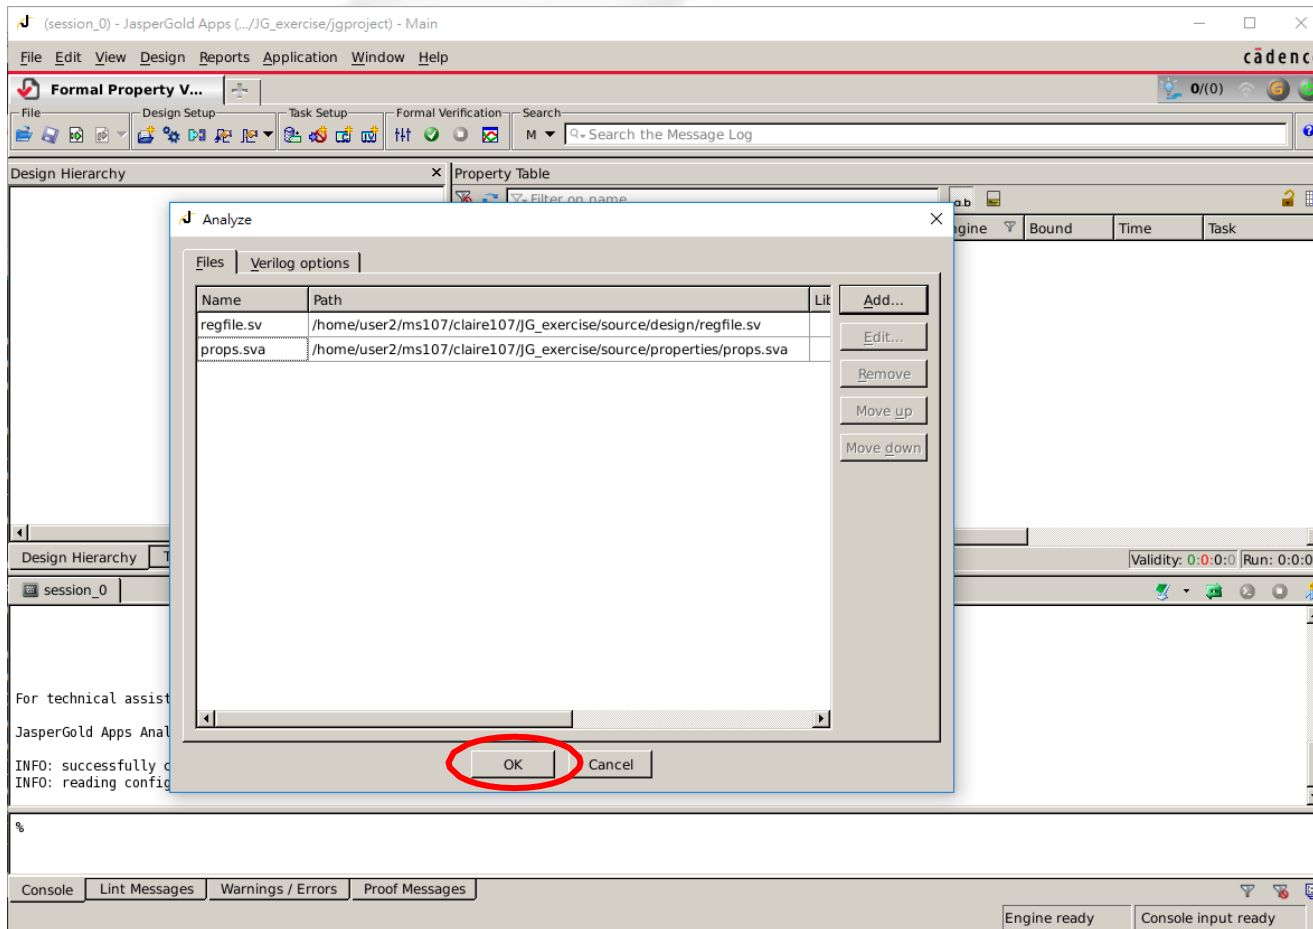 (session_0) - JasperGold Apps (.../JG_exercise/jgproject) - Main
File Edit View Design Reports Application Window Help
cādenc
Formal Property V...
0/(0)
File Design Setup Task Setup Formal Verification Search
M Search the Message Log
Design Hierarchy
Property Table
Filter on name
a.b
Analyze
gine Bound Time Task
Files Verilog options
Name Path Lib
Add...
regfile.sv /home/user2/ms107/claire107/JG_exercise/source/design/regfile.sv
Edit...
props.sva /home/user2/ms107/claire107/JG_exercise/source/properties/props.sva
Remove
Move up
Move down
Design Hierarchy T
Validity: 0:0:0:0 Run: 0:0:0
session_0
For technical assist
JasperGold Apps Anal
OK Cancel
INFO: successfully c
INFO: reading config
%
Console Lint Messages Warnings / Errors Proof Messages
Engine ready Console input ready